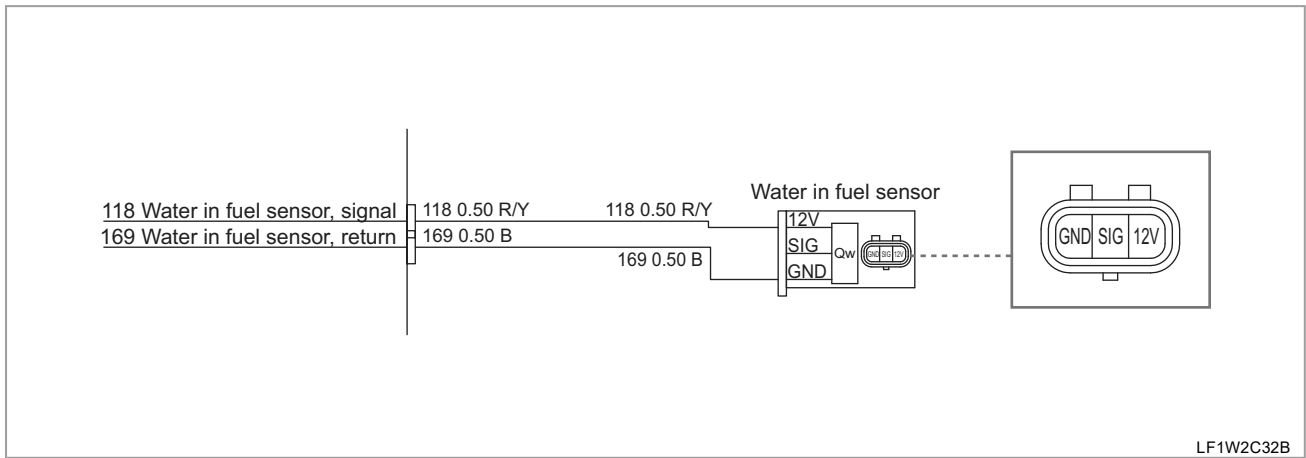 Water in fuel sensor
118 Water in fuel sensor, signal 118 0.50 R/Y 118 0.50 R/Y
169 Water in fuel sensor, return 169 0.50 B
169 0.50 B
12V
SIG
GND
Qw
GND SIG 12V
GND SIG 12V
LF1W2C32B